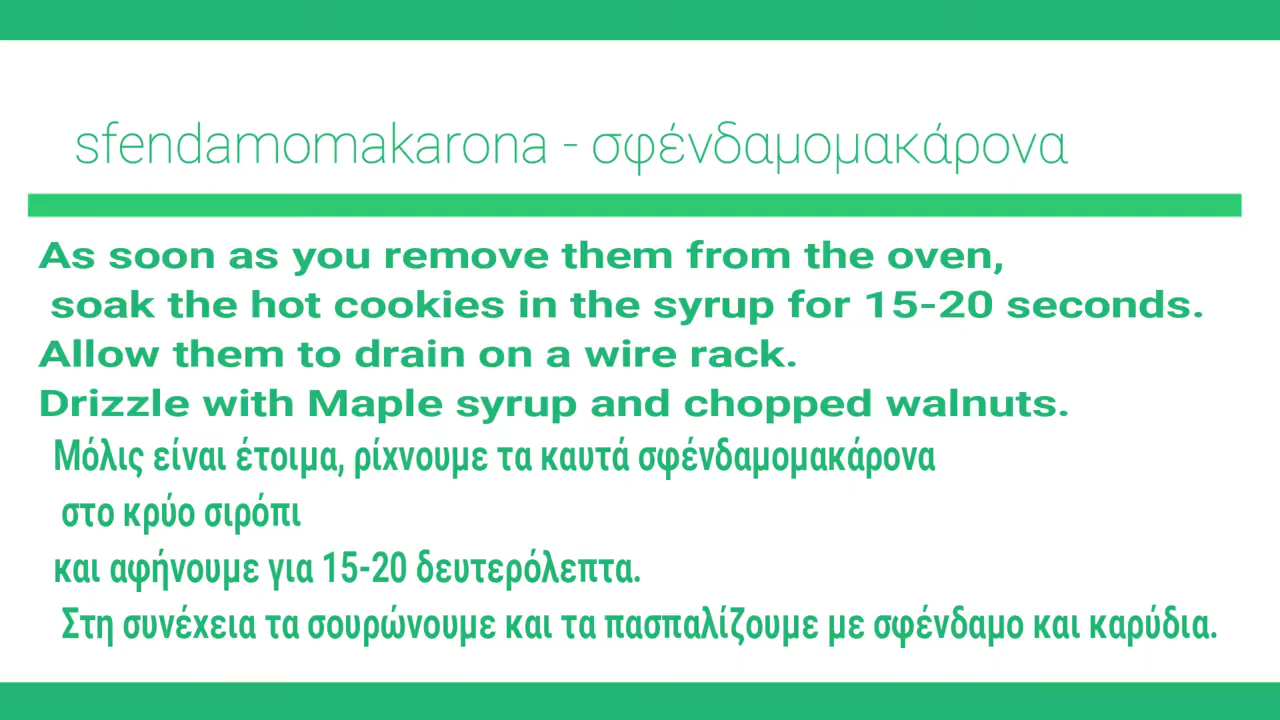 sfendamomakarona - σφένδαμομακάρονα
As soon as you remove them from the oven,
soak the hot cookies in the syrup for 15-20 seconds.
Allow them to drain on a wire rack.
Drizzle with Maple syrup and chopped walnuts.
Μόλις είναι έτοιμα, ρίχνουμε τα καυτά σφένδαμομακάρονα
στο κρύο σιρόπι
και αφήνουμε για 15-20 δευτερόλεπτα.
Στη συνέχεια τα σουρώνουμε και τα πασπαλίζουμε με σφένδαμο και καρύδια.